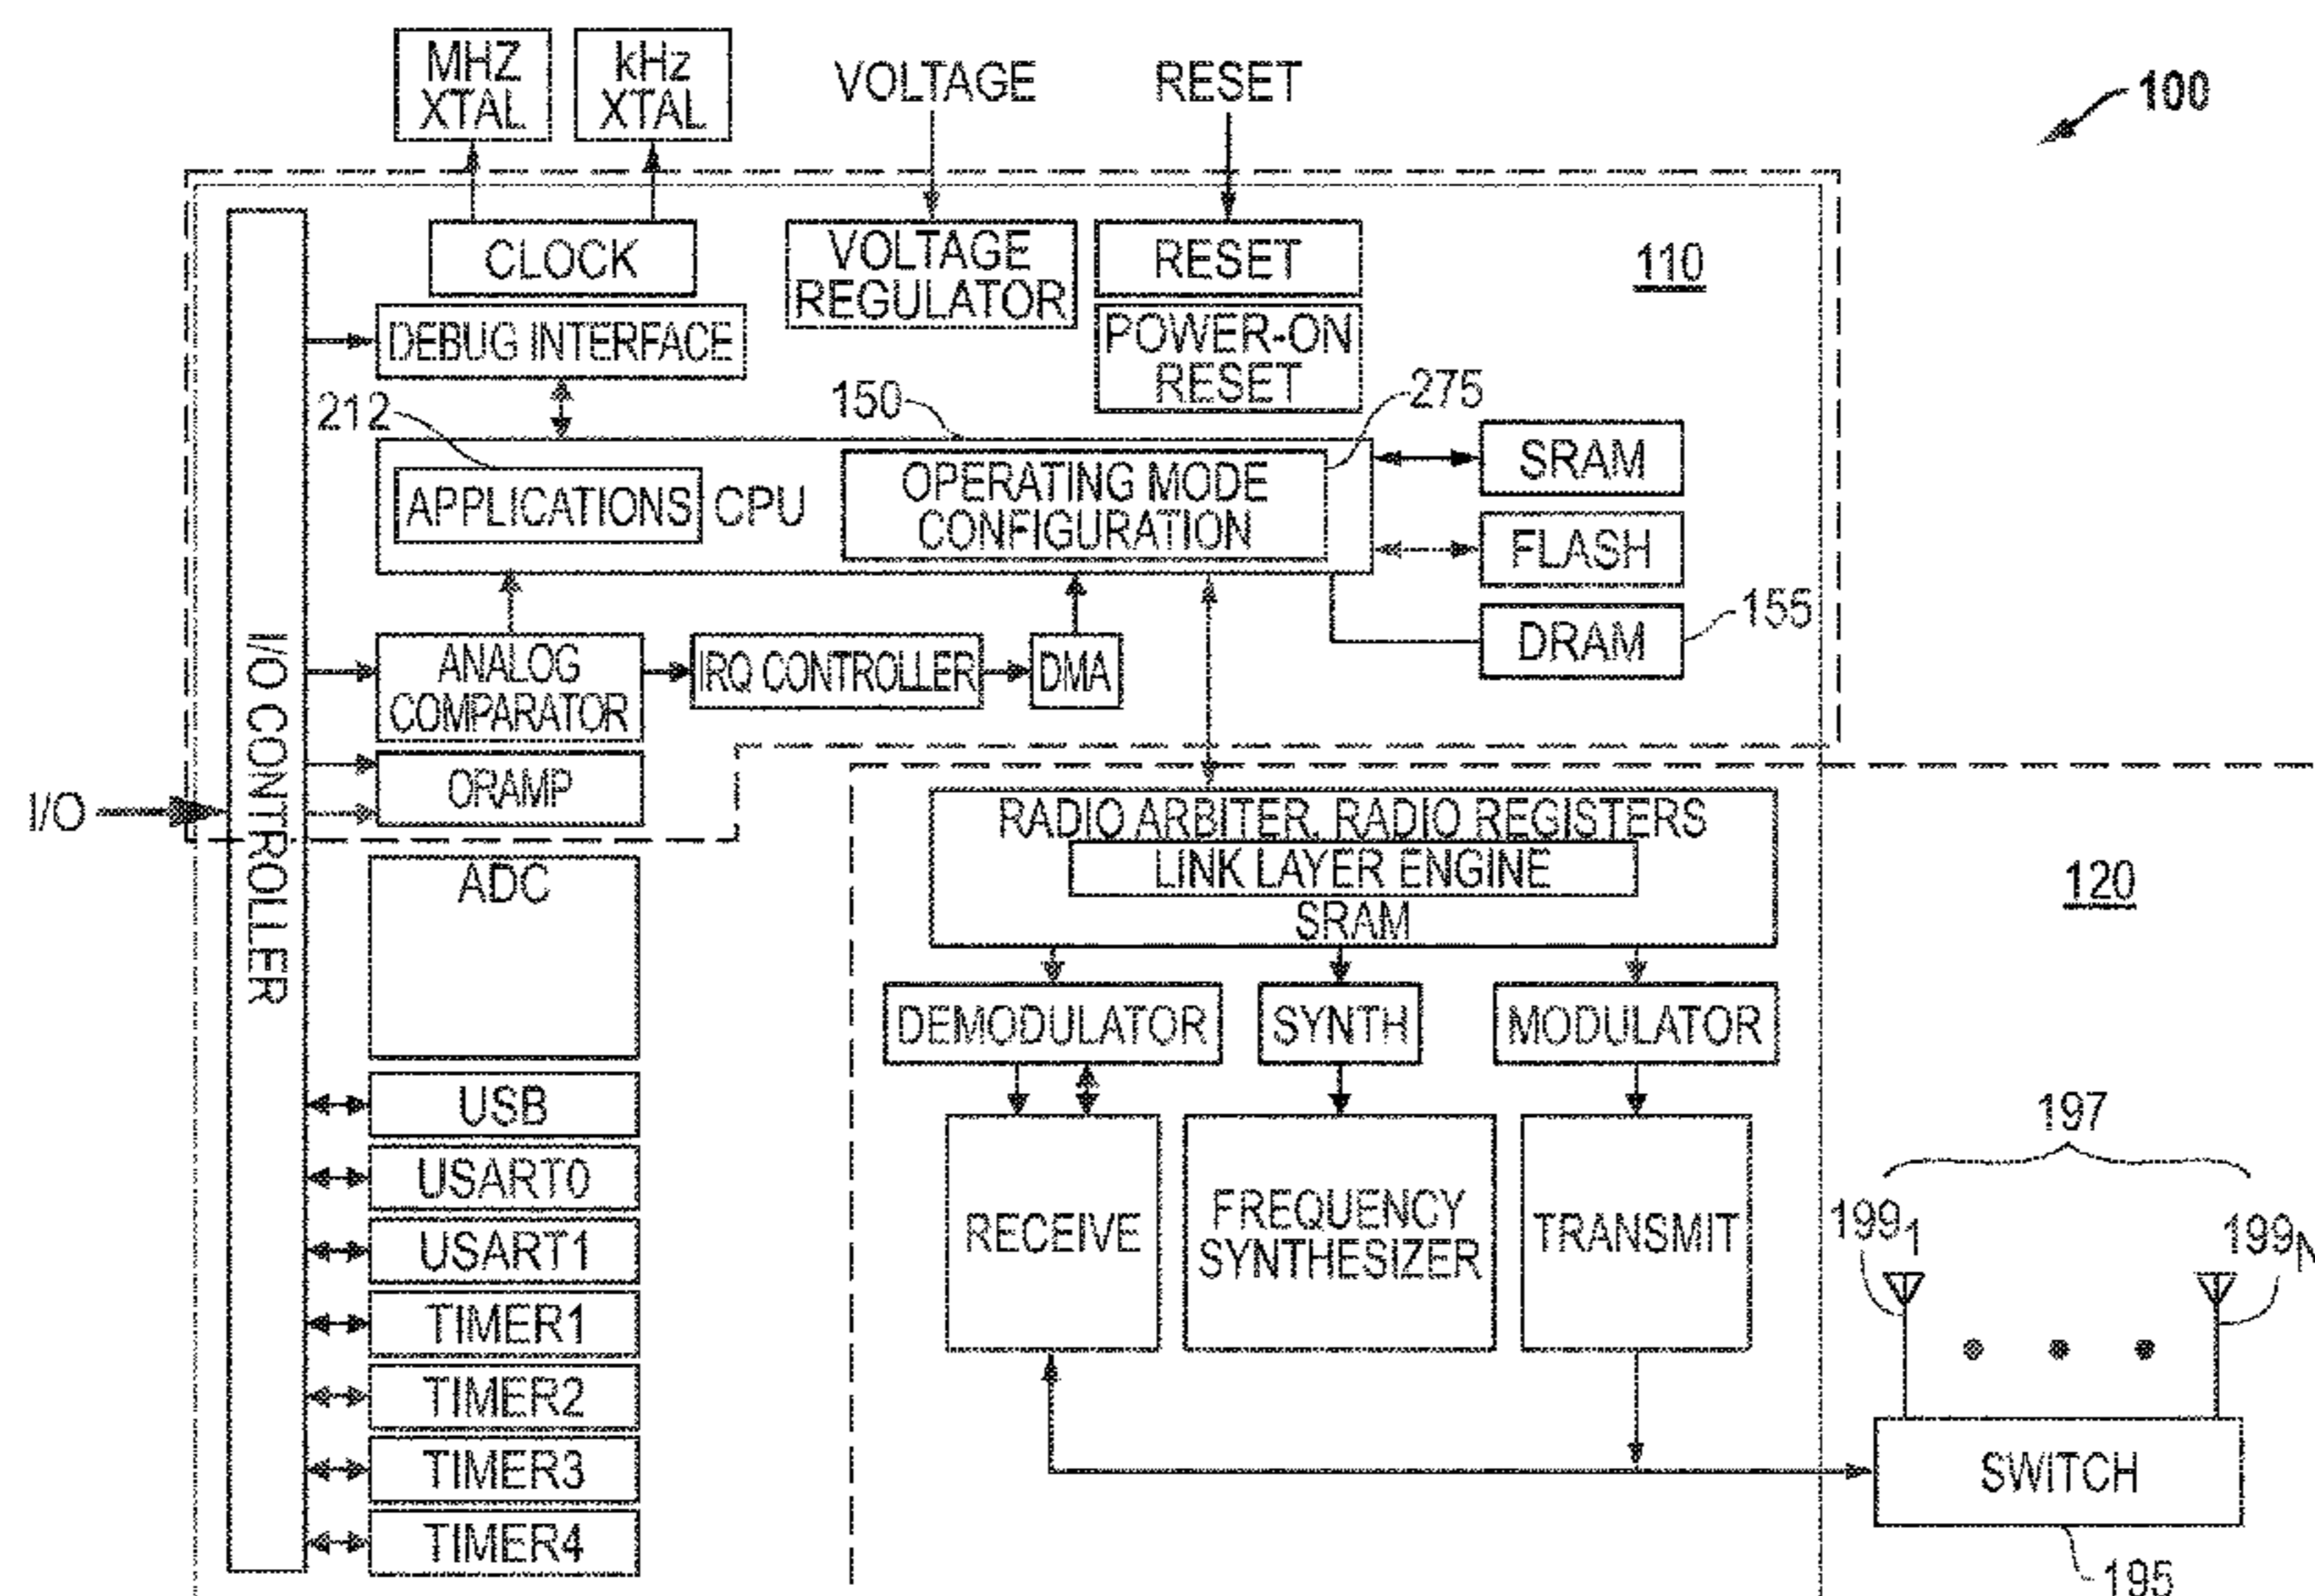 MHZ
XTAL
kHz
XTAL
VOLTAGE
RESET
100
CLOCK
VOLTAGE
REGULATOR
RESET
110
DEBUG INTERFACE
POWER-ON
RESET
212
150
275
APPLICATIONS
CPU
OPERATING MODE
CONFIGURATION
SRAM
FLASH
DRAM
155
I/O CONTROLLER
ANALOG
COMPARATOR
IRQ CONTROLLER
DMA
ORAMP
I/O
RADIO ARBITER, RADIO REGISTERS
LINK LAYER ENGINE
SRAM
120
ADC
DEMODULATOR
SYNTH
MODULATOR
USB
USART0
USART1
TIMER1
TIMER2
TIMER3
TIMER4
RECEIVE
FREQUENCY
SYNTHESIZER
TRANSMIT
197
199₁
199N
SWITCH
195